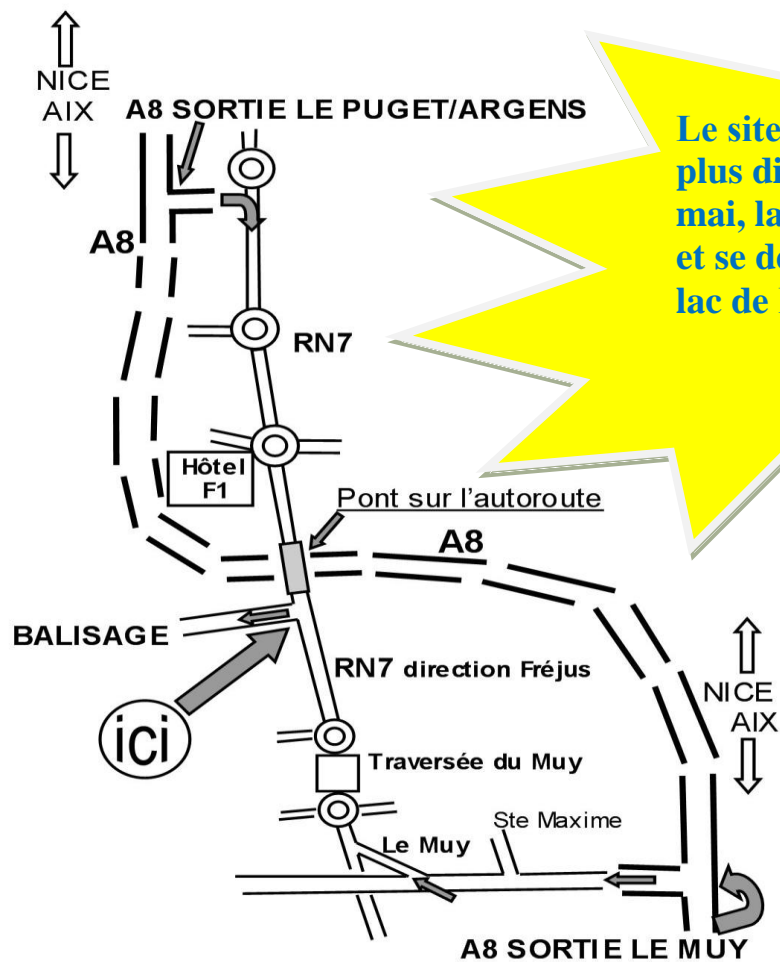 NICE
AIX
A8 SORTIE LE PUGET/ARGENS
Le site
plus
mai,
et se
lac de
A8
RN7
Hôtel
F1
Pont sur l'autoroute
A8
BALISAGE
RN7 direction Fréjus
NICE
AIX
ici
Traversée du Muy
Ste Maxime
Le Muy
A8 SORTIE LE MUY